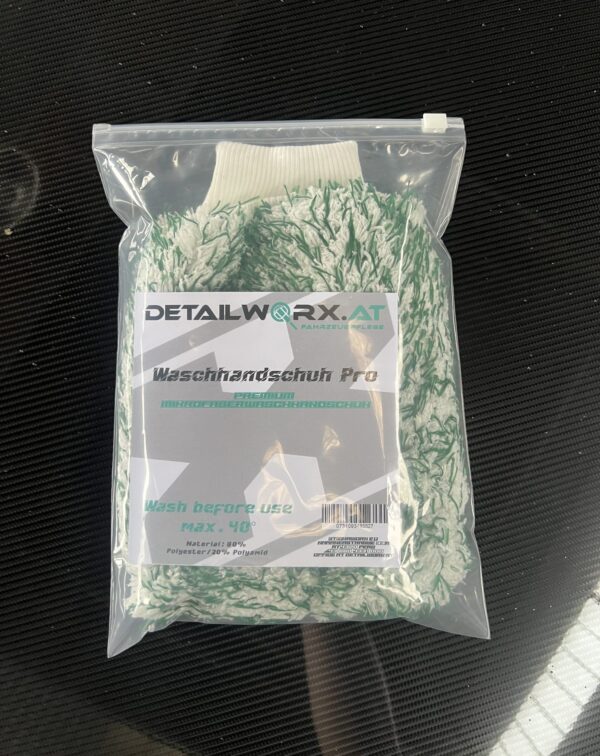 DETAILWORX.AT
FAHRZEUGPFLEGE
Waschhandschuh Pro
PREMIUM
MIKROFASERWASCHHANDSCHUH
Wash before use
max. 40°
Material: 80%
Polyester/20% Polyamid